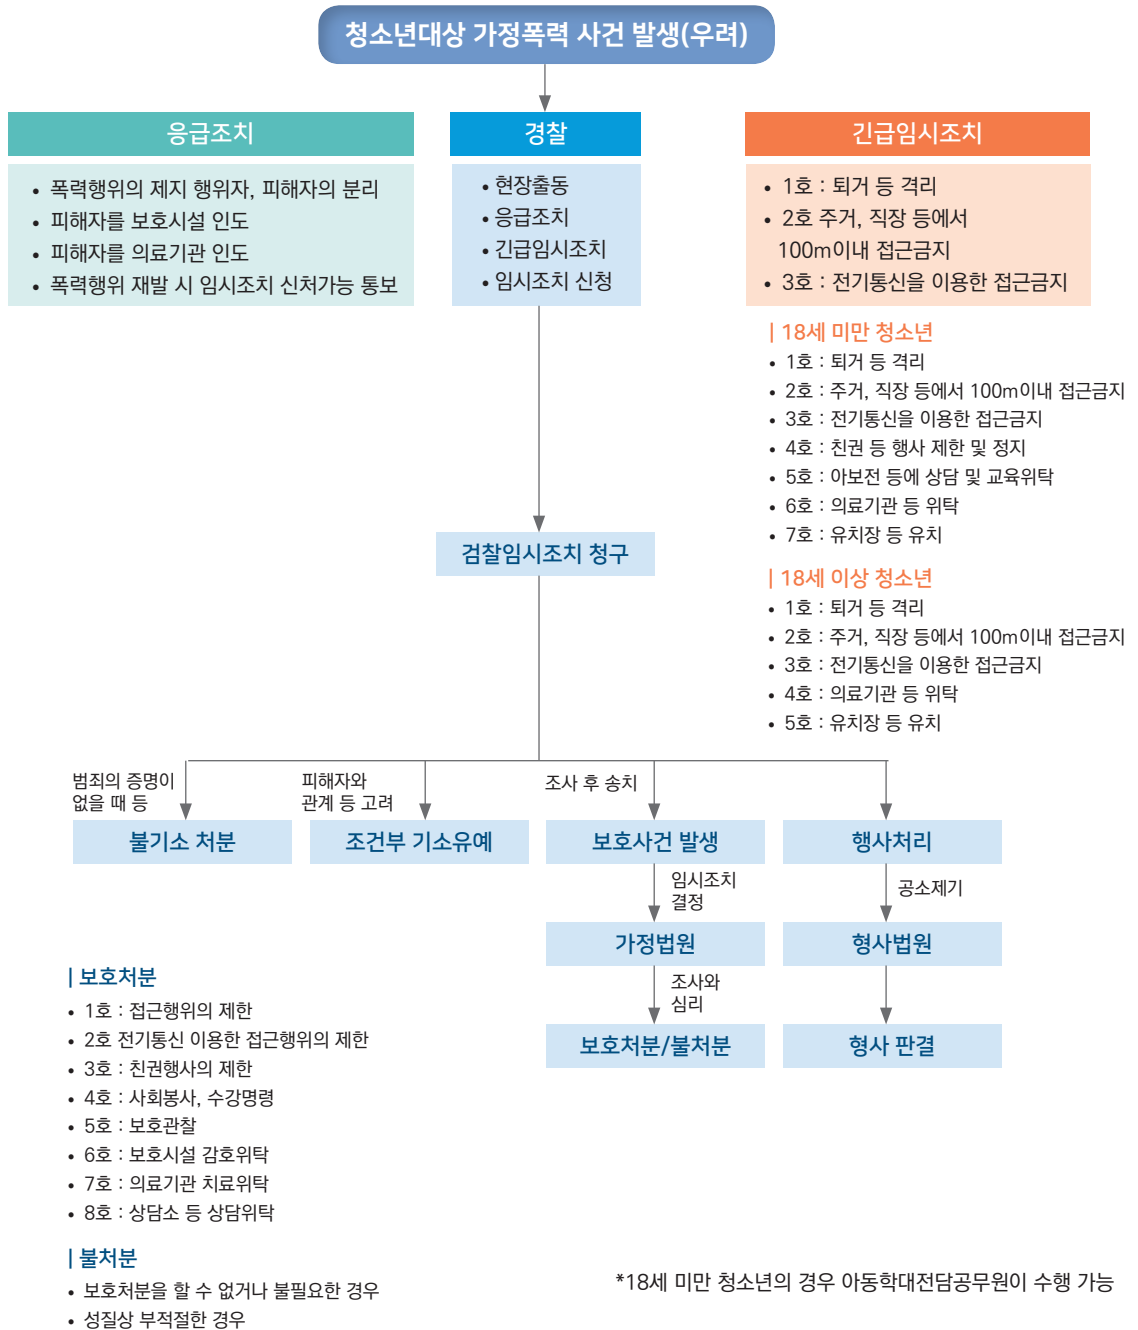 청소년대상 가정폭력 사건 발생(우려)
응급조치
• 폭력행위의 제지 행위자, 피해자의 분리
• 피해자를 보호시설 인도
• 피해자를 의료기관 인도
• 폭력행위 재발 시 임시조치 신처가능 통보
경찰
• 현장출동
• 응급조치
• 긴급임시조치
• 임시조치 신청
긴급임시조치
• 1호 : 퇴거 등 격리
• 2호 주거, 직장 등에서
100m이내 접근금지
• 3호 : 전기통신을 이용한 접근금지
| 18세 미만 청소년
• 1호 : 퇴거 등 격리
• 2호 : 주거, 직장 등에서 100m이내 접근금지
• 3호 : 전기통신을 이용한 접근금지
• 4호 : 친권 등 행사 제한 및 정지
• 5호 : 아보전 등에 상담 및 교육위탁
• 6호 : 의료기관 등 위탁
• 7호 : 유치장 등 유치
| 18세 이상 청소년
• 1호 : 퇴거 등 격리
• 2호 : 주거, 직장 등에서 100m이내 접근금지
• 3호 : 전기통신을 이용한 접근금지
• 4호 : 의료기관 등 위탁
• 5호 : 유치장 등 유치
검찰임시조치 청구
범죄의 증명이
없을 때 등
불기소 처분
피해자와
관계 등 고려
조건부 기소유예
조사 후 송치
보호사건 발생
임시조치
결정
가정법원
조사와
심리
보호처분/불처분
행사처리
공소제기
형사법원
형사 판결
| 보호처분
• 1호 : 접근행위의 제한
• 2호 전기통신 이용한 접근행위의 제한
• 3호 : 친권행사의 제한
• 4호 : 사회봉사, 수강명령
• 5호 : 보호관찰
• 6호 : 보호시설 감호위탁
• 7호 : 의료기관 치료위탁
• 8호 : 상담소 등 상담위탁
| 불처분
• 보호처분을 할 수 없거나 불필요한 경우
• 성질상 부적절한 경우
*18세 미만 청소년의 경우 아동학대전담공무원이 수행 가능